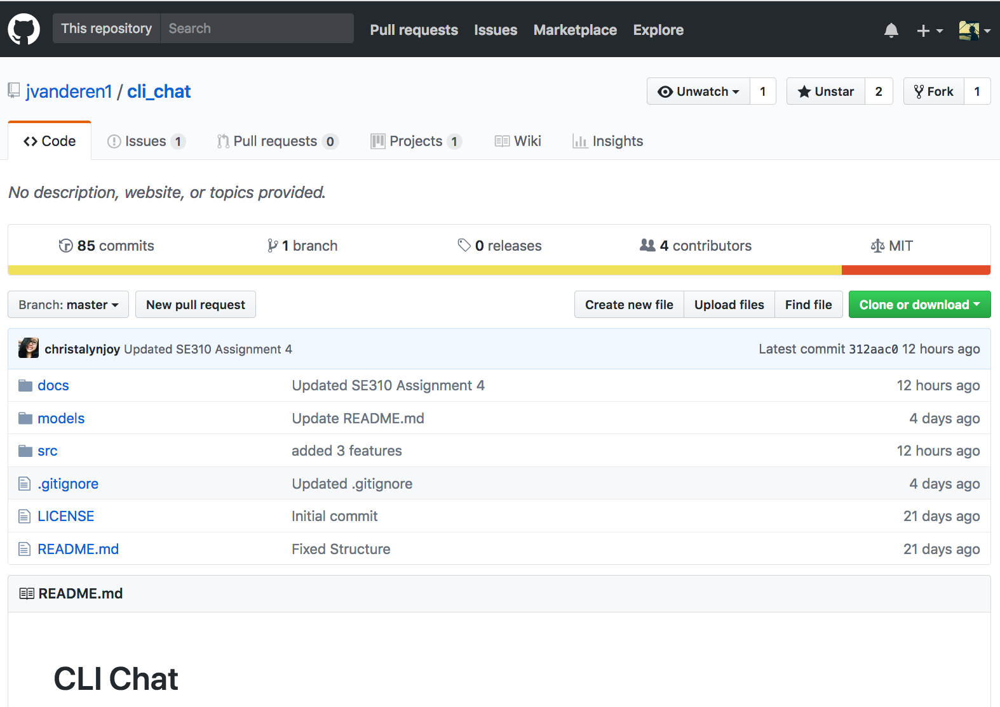 This repository Search Pull requests Issues Marketplace Explore
jvanderen1 / cli_chat Unwatch 1 Unstar 2 Fork 1
Code Issues 1 Pull requests 0 Projects 1 Wiki Insights
No description, website, or topics provided.
85 commits 1 branch 0 releases 4 contributors MIT
Branch: master New pull request Create new file Upload files Find file Clone or download
christalynjoy Updated SE310 Assignment 4 Latest commit 312aac0 12 hours ago
docs Updated SE310 Assignment 4 12 hours ago
models Update README.md 4 days ago
src added 3 features 12 hours ago
.gitignore Updated .gitignore 4 days ago
LICENSE Initial commit 21 days ago
README.md Fixed Structure 21 days ago
README.md
CLI Chat